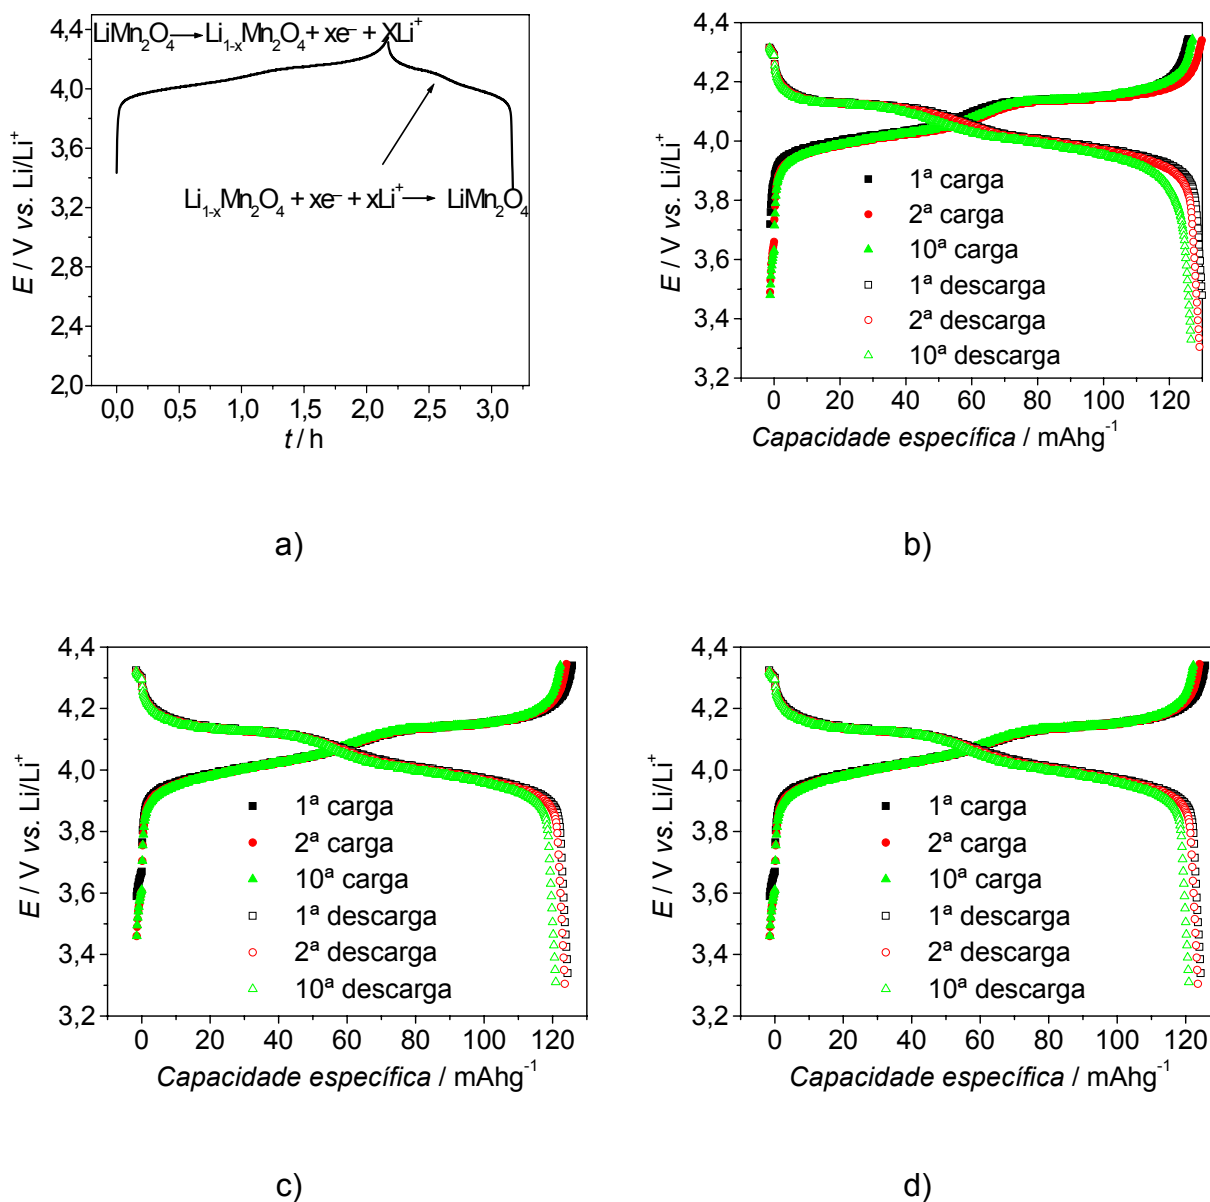 LiMn2O4 → Li1-xMn2O4 + xe– + XLi+
Li1-xMn2O4 + xe– + xLi+ → LiMn2O4
E / V vs. Li/Li+
4,4
4,0
3,6
3,2
2,8
2,4
2,0
0,0 0,5 1,0 1,5 2,0 2,5 3,0
t / h
a)
E / V vs. Li/Li+
4,4
4,2
4,0
3,8
3,6
3,4
3,2
1ª carga
2ª carga
10ª carga
1ª descarga
2ª descarga
10ª descarga
0 20 40 60 80 100 120
Capacidade específica / mAhg-1
b)
E / V vs. Li/Li+
4,4
4,2
4,0
3,8
3,6
3,4
3,2
1ª carga
2ª carga
10ª carga
1ª descarga
2ª descarga
10ª descarga
0 20 40 60 80 100 120
Capacidade específica / mAhg-1
c)
E / V vs. Li/Li+
4,4
4,2
4,0
3,8
3,6
3,4
3,2
1ª carga
2ª carga
10ª carga
1ª descarga
2ª descarga
10ª descarga
0 20 40 60 80 100 120
Capacidade específica / mAhg-1
d)